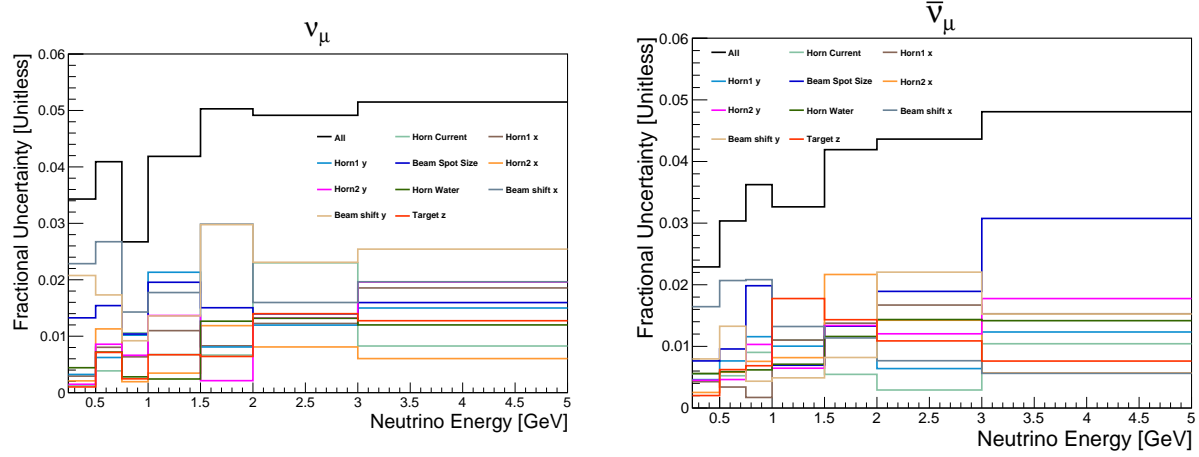 ν_μ
Fractional Uncertainty [Unitless]
0.06
0.05
0.04
0.03
0.02
0.01
0
All
Horn Current
Horn1 x
Horn1 y
Beam Spot Size
Horn2 x
Horn2 y
Horn Water
Beam shift x
Beam shift y
Target z
0.5 1 1.5 2 2.5 3 3.5 4 4.5 5
Neutrino Energy [GeV]
ν̅_μ
Fractional Uncertainty [Unitless]
0.06
0.05
0.04
0.03
0.02
0.01
0
All
Horn Current
Horn1 x
Horn1 y
Beam Spot Size
Horn2 x
Horn2 y
Horn Water
Beam shift x
Beam shift y
Target z
0.5 1 1.5 2 2.5 3 3.5 4 4.5 5
Neutrino Energy [GeV]